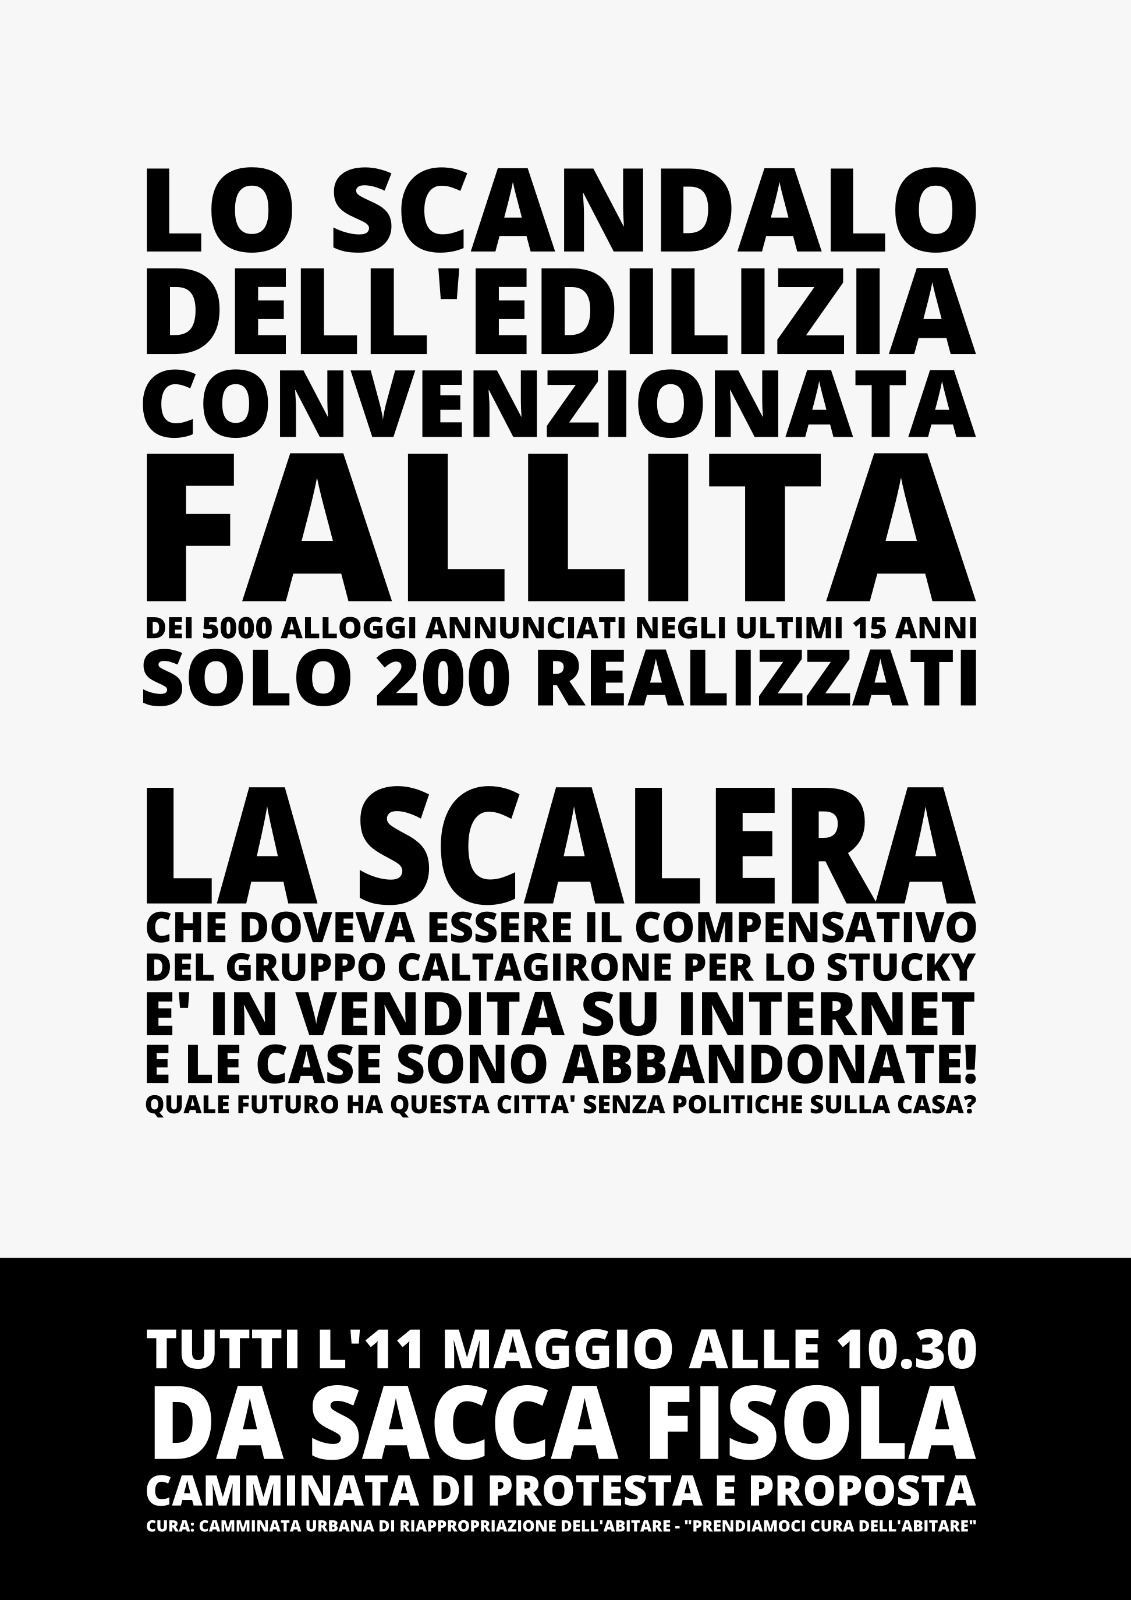 LO SCANDALO
DELL'EDILIZIA
CONVENZIONATA
FALLITA
DEI 5000 ALLOGGI ANNUNCIATI NEGLI ULTIMI 15 ANNI
SOLO 200 REALIZZATI
LA SCALERA
CHE DOVEVA ESSERE IL COMPENSATIVO
DEL GRUPPO CALTAGIRONE PER LO STUCKY
E' IN VENDITA SU INTERNET
E LE CASE SONO ABBANDONATE!
QUALE FUTURO HA QUESTA CITTA' SENZA POLITICHE SULLA CASA?
TUTTI L'11 MAGGIO ALLE 10.30
DA SACCA FISOLA
CAMMINATA DI PROTESTA E PROPOSTA
CURA: CAMMINATA URBANA DI RIAPPROPRIAZIONE DELL'ABITARE - "PRENDIAMOCI CURA DELL'ABITARE"